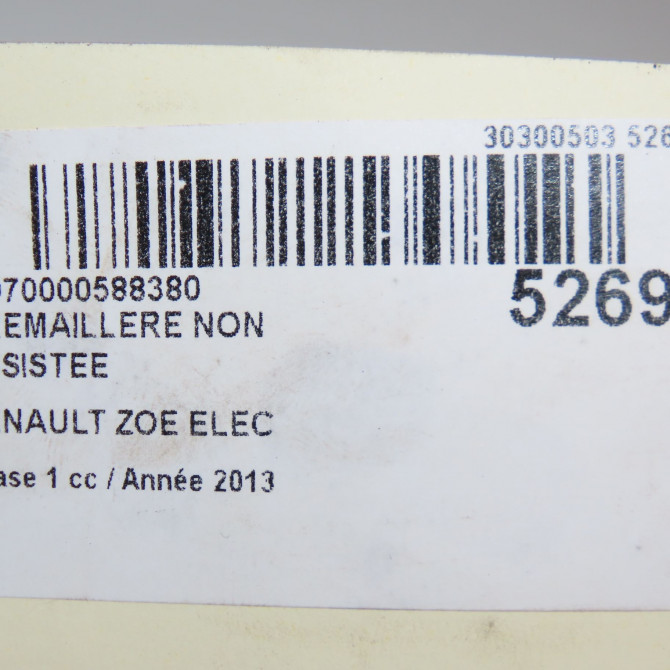 30300503 526
070000588380
5269
EMAILLERE NON
SISTEE
NAULT ZOE ELEC
ase 1 cc / Année 2013